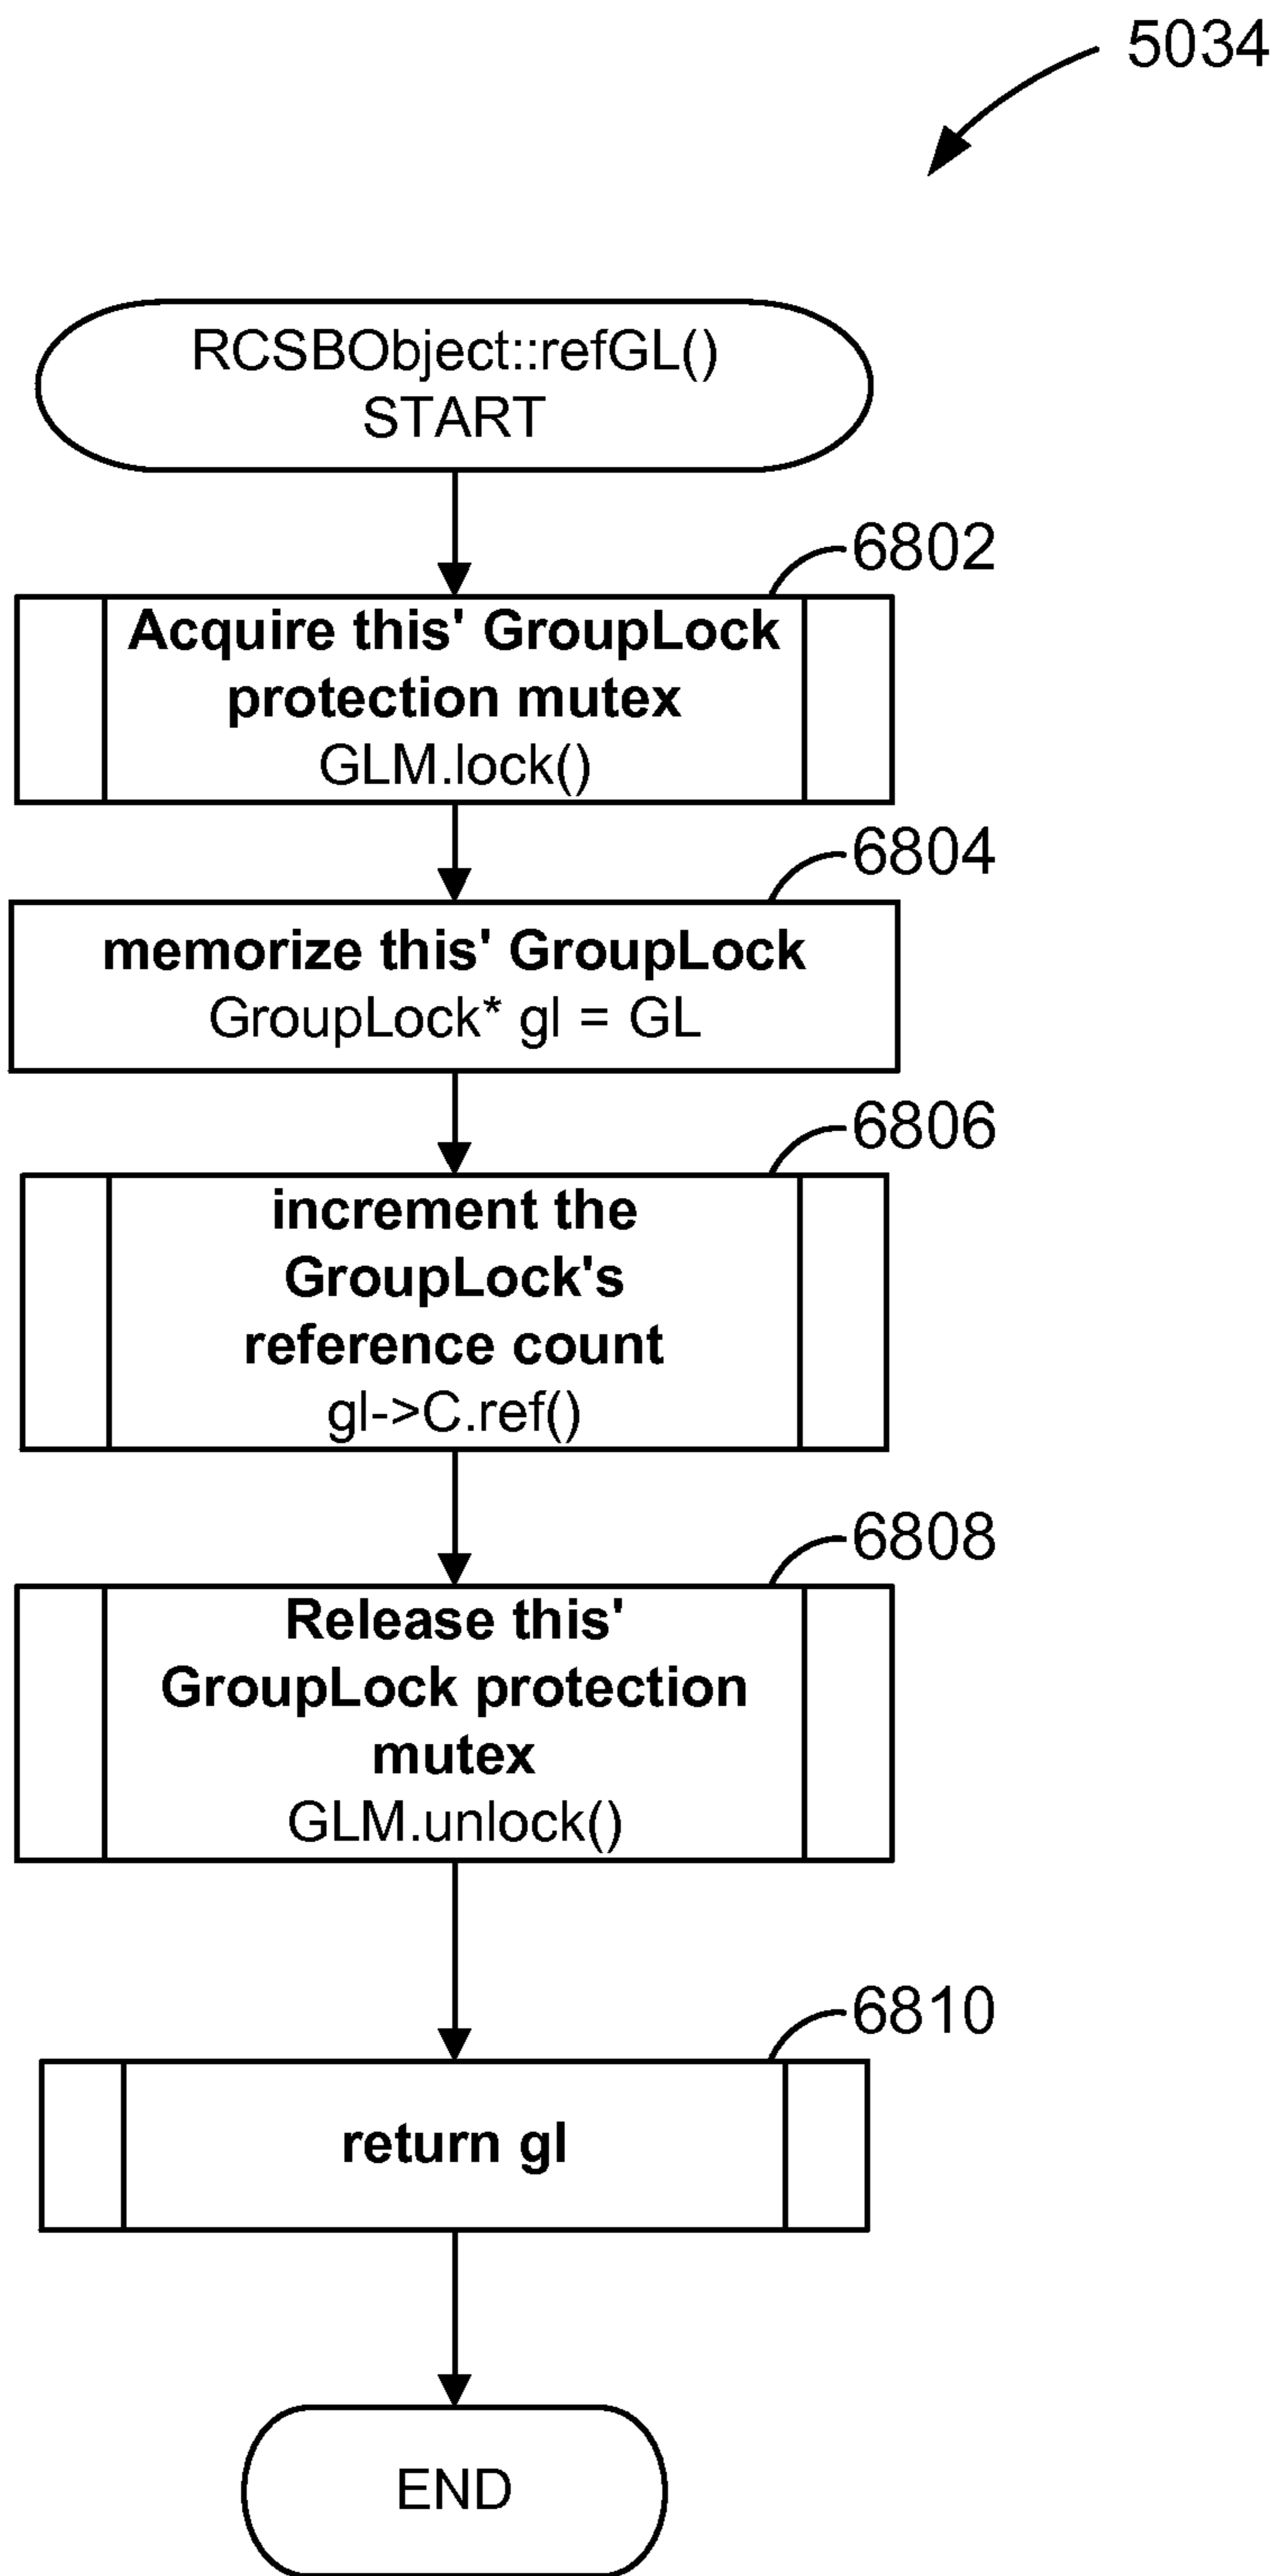 5034
RCSBObject::refGL()
START
6802
Acquire this' GroupLock
protection mutex
GLM.lock()
6804
memorize this' GroupLock
GroupLock* gl = GL
6806
increment the
GroupLock's
reference count
gl->C.ref()
6808
Release this'
GroupLock protection
mutex
GLM.unlock()
6810
return gl
END